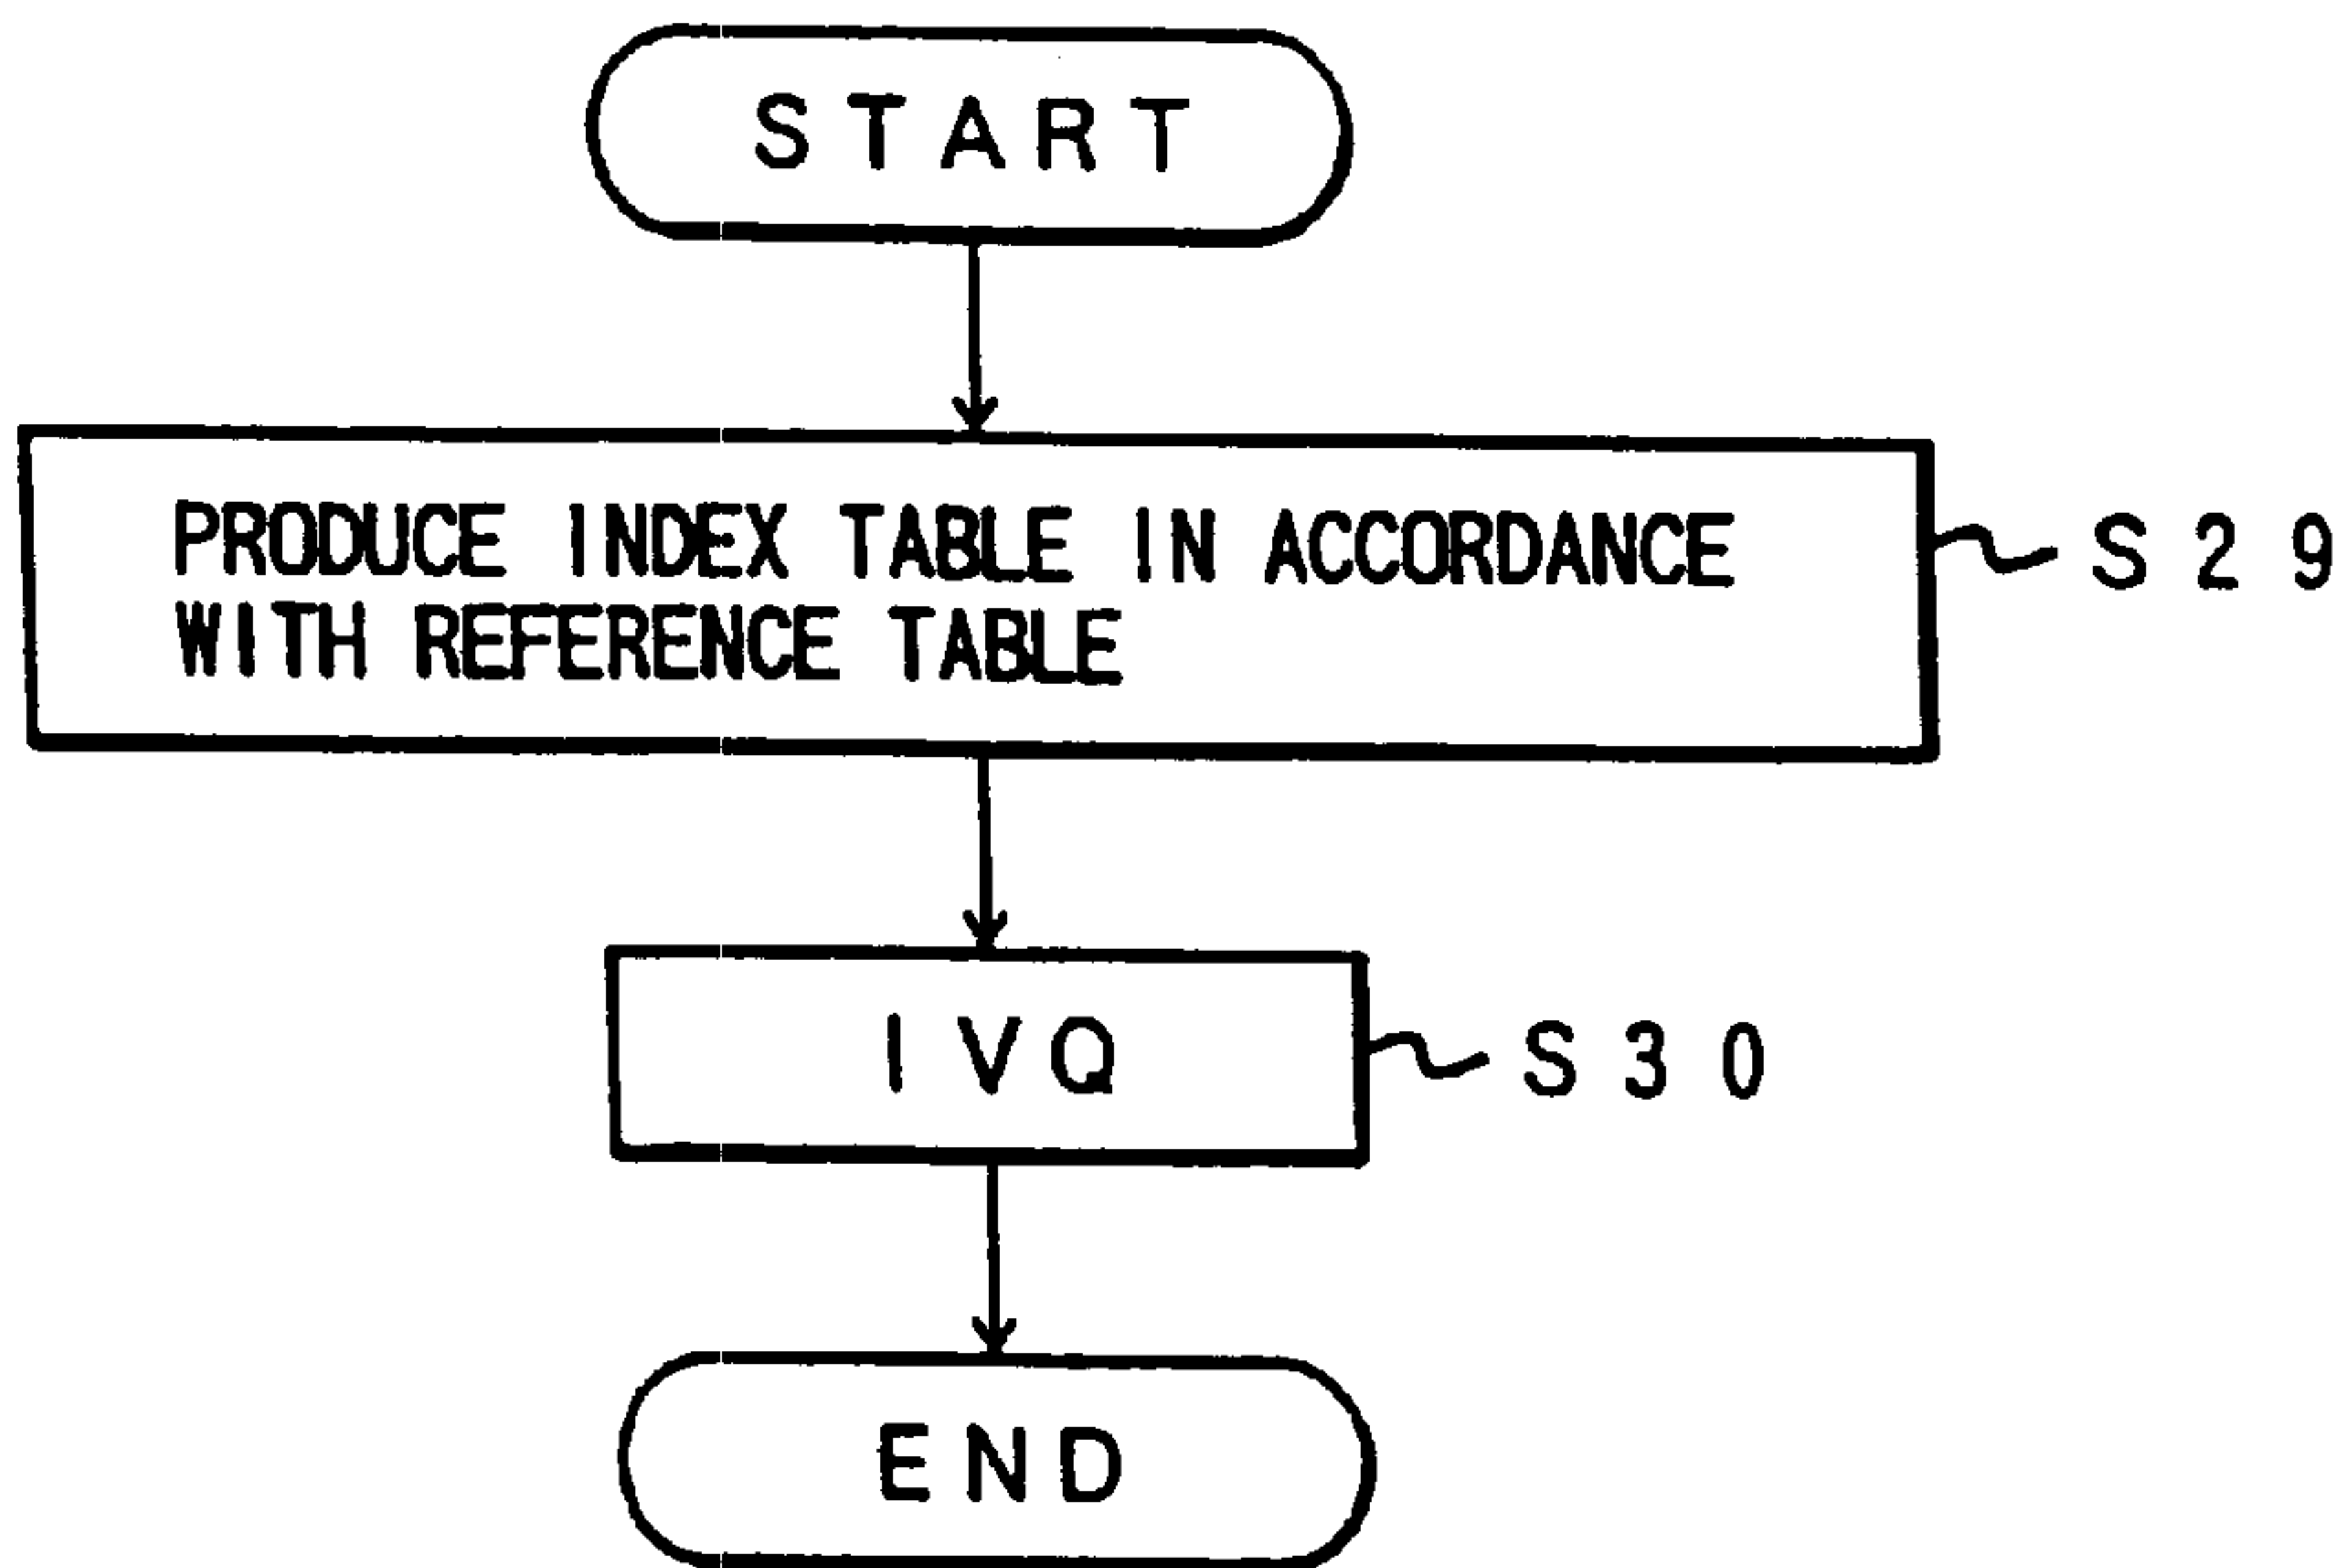 START
PRODUCE INDEX TABLE IN ACCORDANCE
WITH REFERENCE TABLE
S29
IVQ
S30
END